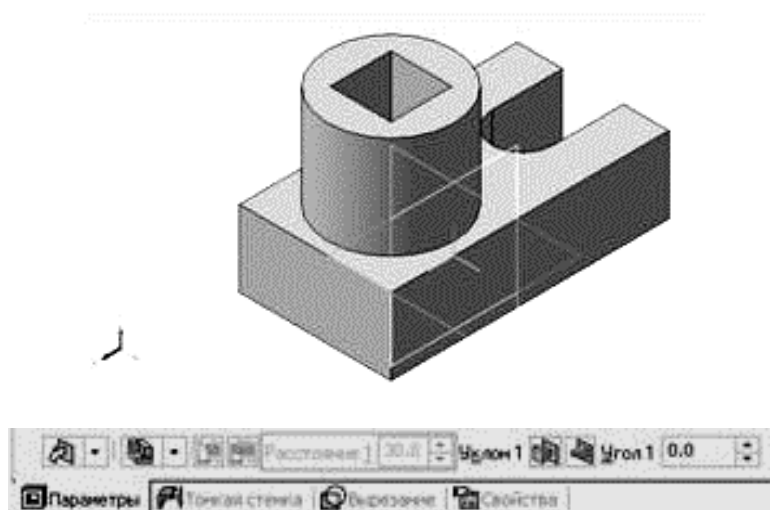 Расстояние 1 30.0 Уклон 1 Угол 1 0.0
Параметры Тонкая стенка Вырезание Свойства